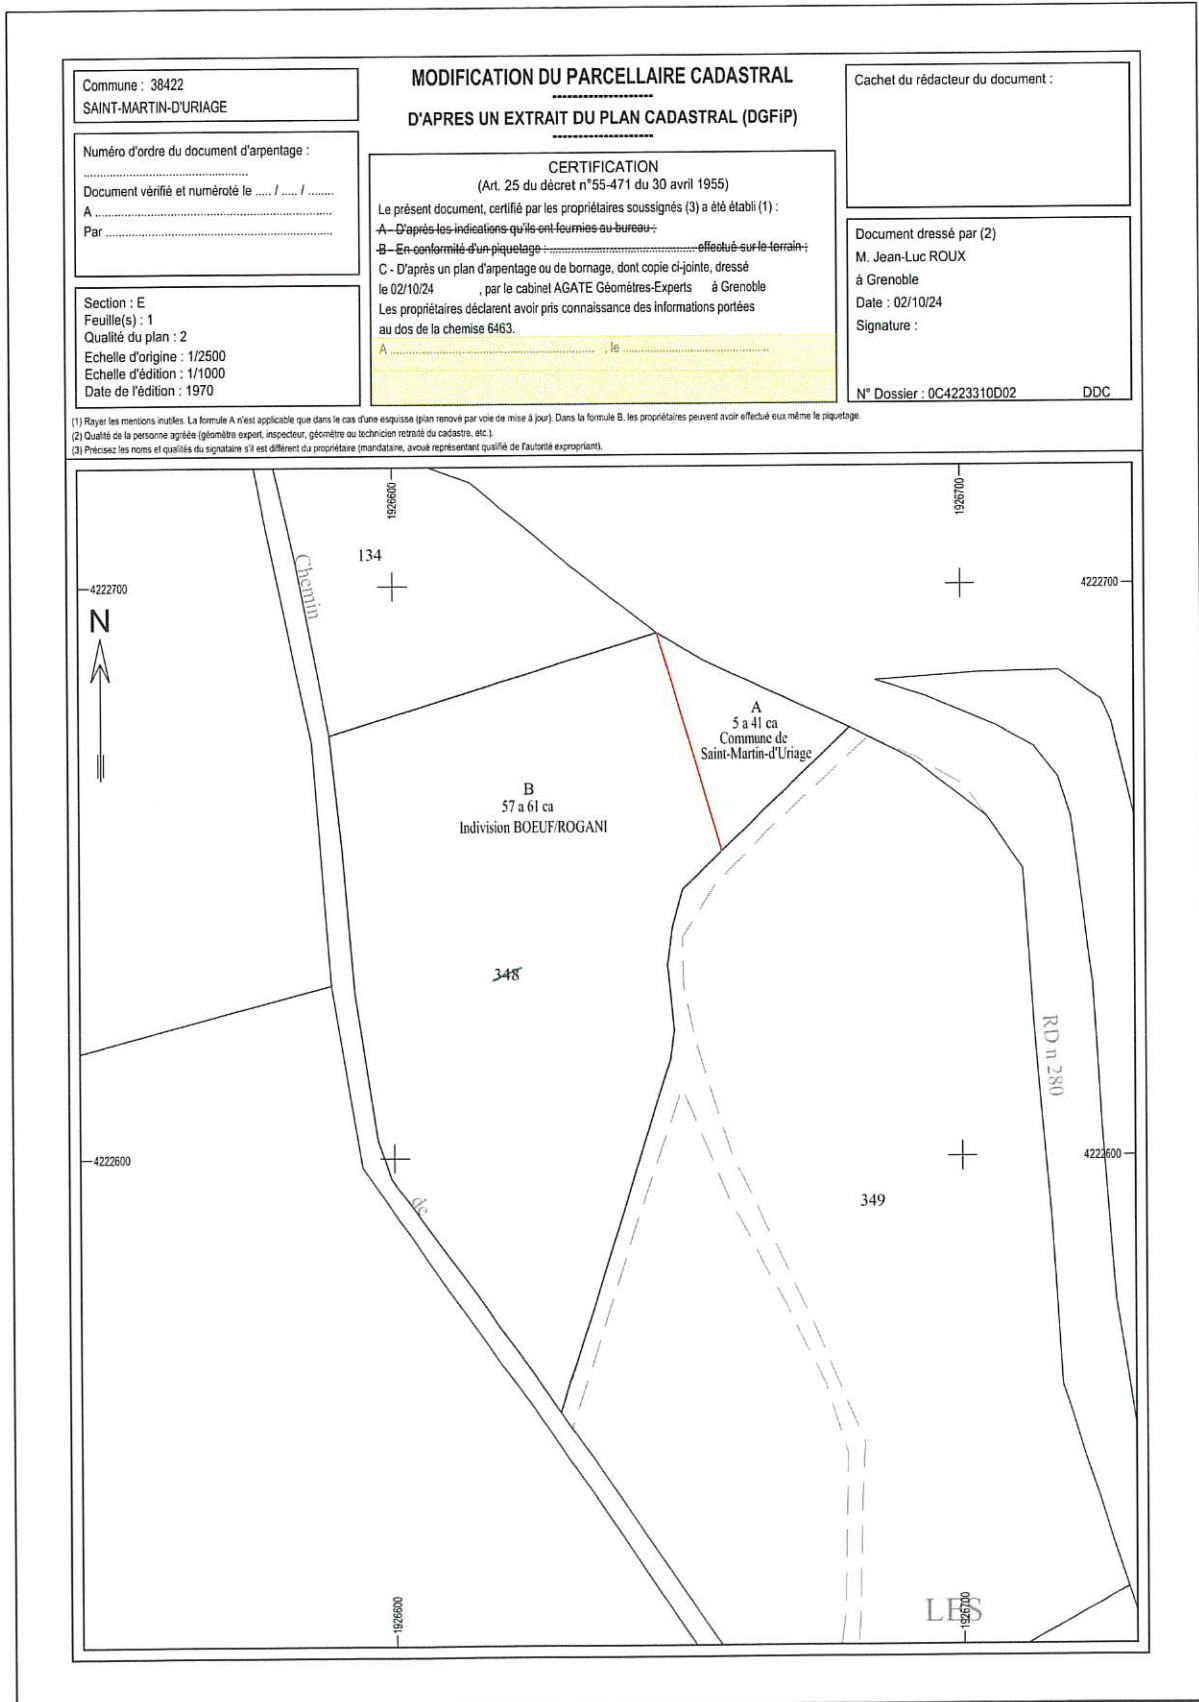 Commune : 38422
SAINT-MARTIN-D'URIAGE
Numéro d'ordre du document d'arpentage :
........................................
Document vérifié et numéroté le ..... / ..... / ........
A ........................................
Par ........................................
Section : E
Feuille(s) : 1
Qualité du plan : 2
Echelle d'origine : 1/2500
Echelle d'édition : 1/1000
Date de l'édition : 1970
MODIFICATION DU PARCELLAIRE CADASTRAL
--------------------
D'APRES UN EXTRAIT DU PLAN CADASTRAL (DGFiP)
--------------------
CERTIFICATION
(Art. 25 du décret n°55-471 du 30 avril 1955)
Le présent document, certifié par les propriétaires soussignés (3) a été établi (1) :
A - D'après les indications qu'ils ont fournies au bureau ;
B - En conformité d'un piquetage : ........................................ effectué sur le terrain ;
C - D'après un plan d'arpentage ou de bornage, dont copie ci-jointe, dressé
le 02/10/24 , par le cabinet AGATE Géomètres-Experts à Grenoble
Les propriétaires déclarent avoir pris connaissance des informations portées
au dos de la chemise 6463.
A ........................................ , le ........................................
Cachet du rédacteur du document :
Document dressé par (2)
M. Jean-Luc ROUX
à Grenoble
Date : 02/10/24
Signature :
N° Dossier : 0C4223310D02 DDC
(1) Rayer les mentions inutiles. La formule A n'est applicable que dans le cas d'une esquisse (plan renové par voie de mise à jour). Dans la formule B, les propriétaires peuvent avoir effectué eux même le piquetage.
(2) Qualité de la personne agréée (géomètre expert, inspecteur, géomètre ou technicien retraité du cadastre, etc.).
(3) Précisez les noms et qualités du signataire s'il est différent du propriétaire (mandataire, avoué représentant qualifié de l'autorité expropriant).
1926600
1926700
134
Chemin
4222700
4222700
N
A
5 a 41 ca
Commune de
Saint-Martin-d'Uriage
B
57 a 61 ca
Indivision BOEUF/ROGANI
348
RD n 280
4222600
4222600
349
de
1926600
1926700
LES